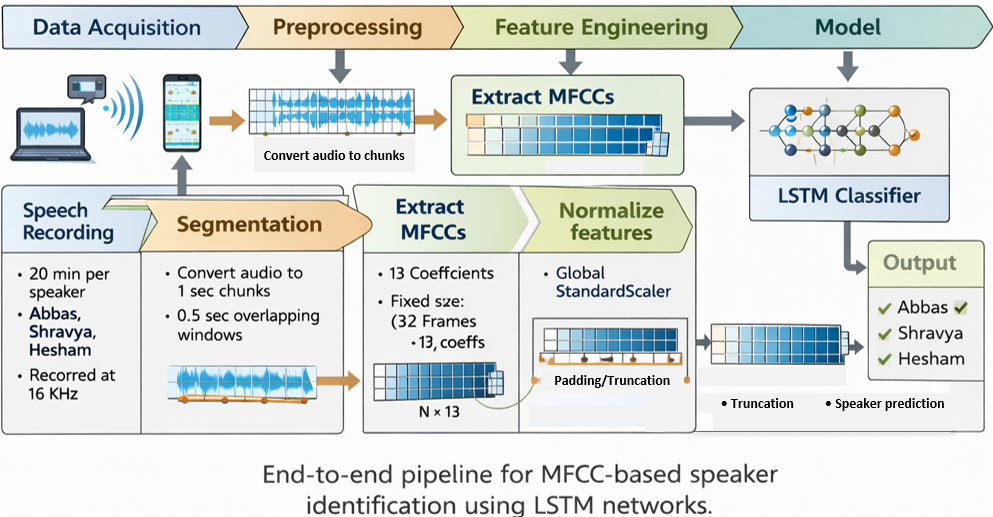 Data Acquisition
Preprocessing
Feature Engineering
Model
Convert audio to chunks
Extract MFCCs
LSTM Classifier
Speech
Recording
• 20 min per
speaker
• Abbas,
Shravya,
Hesham
• Recorred at
16 KHz
Segmentation
• Convert audio to
1 sec chunks
• 0.5 sec overlapping
windows
Extract
MFCCs
• 13 Coeffcients
• Fixed size:
(32 Frames
• 13, coeffs
N × 13
Normalize
features
• Global
StandardScaler
Padding/Truncation
• Truncation
• Speaker prediction
Output
✓ Abbas ✓
✓ Shravya
✓ Hesham
End-to-end pipeline for MFCC-based speaker
identification using LSTM networks.